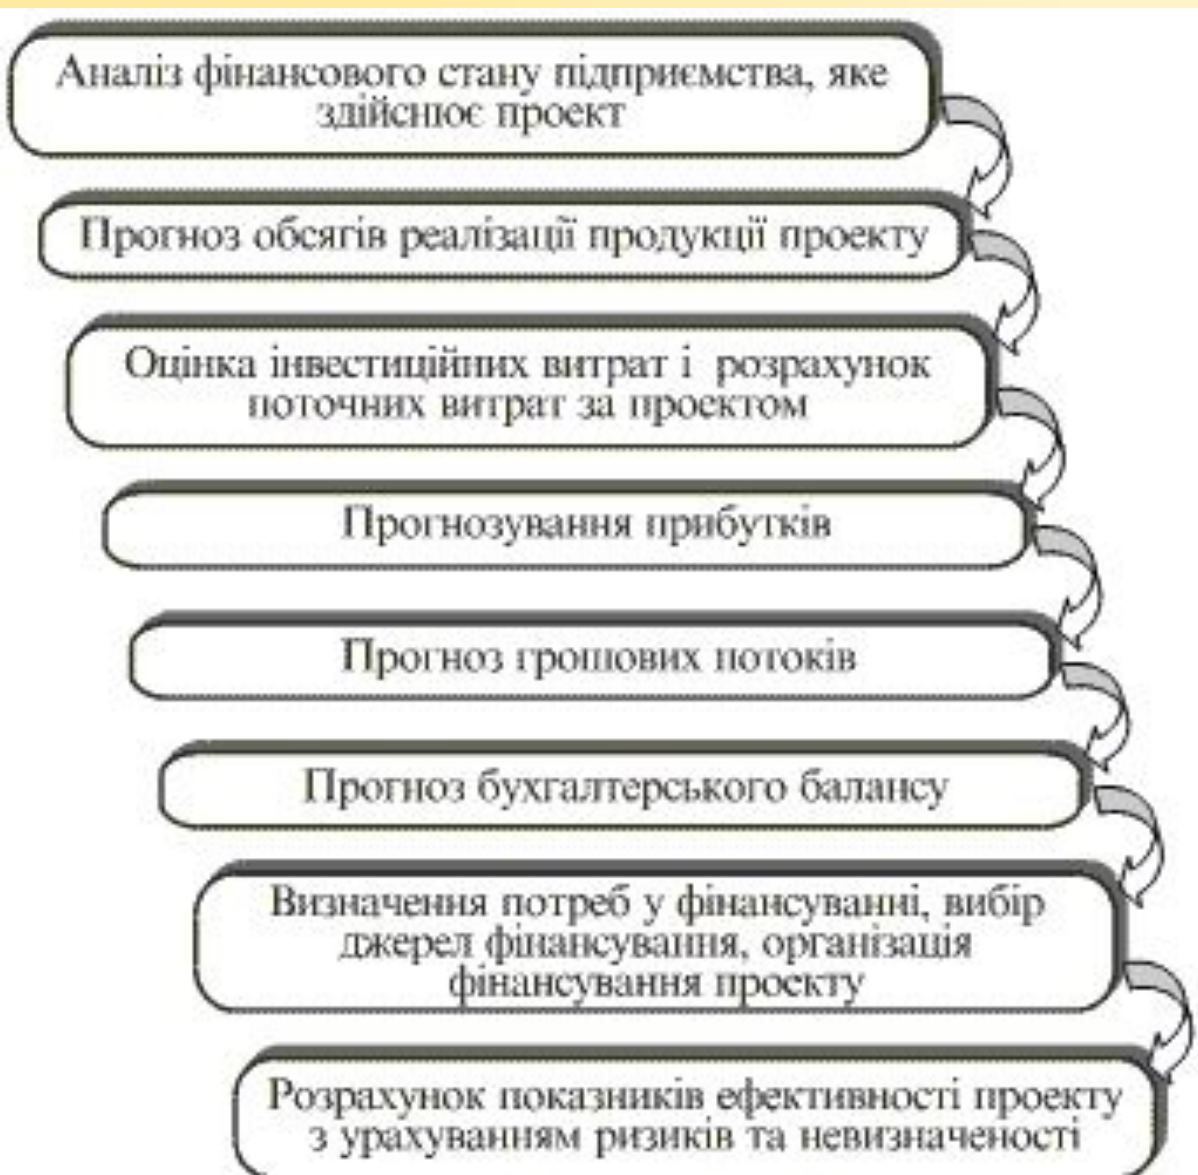 Аналіз фінансового стану підприємства, яке
здійснює проект
Прогноз обсягів реалізації продукції проекту
Оцінка інвестиційних витрат і розрахунок
поточних витрат за проектом
Прогнозування прибутків
Прогноз грошових потоків
Прогноз бухгалтерського балансу
Визначення потреб у фінансуванні, вибір
джерел фінансування, організація
фінансування проекту
Розрахунок показників ефективності проекту
з урахуванням ризиків та невизначеності